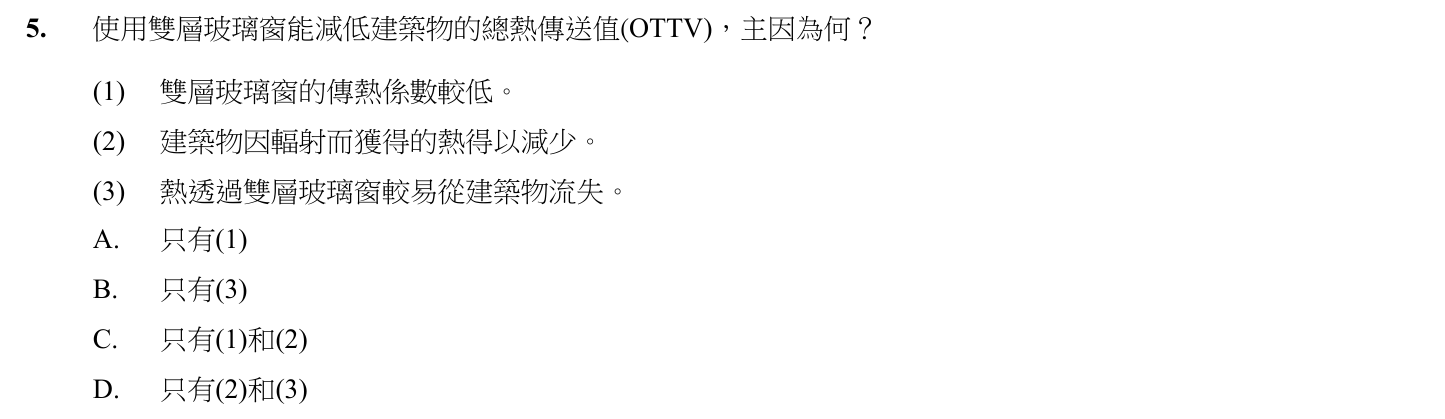 5. 使用雙層玻璃窗能減低建築物的總熱傳送值(OTTV)，主因為何？
(1) 雙層玻璃窗的傳熱係數較低。
(2) 建築物因輻射而獲得的熱得以減少。
(3) 熱透過雙層玻璃窗較易從建築物流失。
A. 只有(1)
B. 只有(3)
C. 只有(1)和(2)
D. 只有(2)和(3)